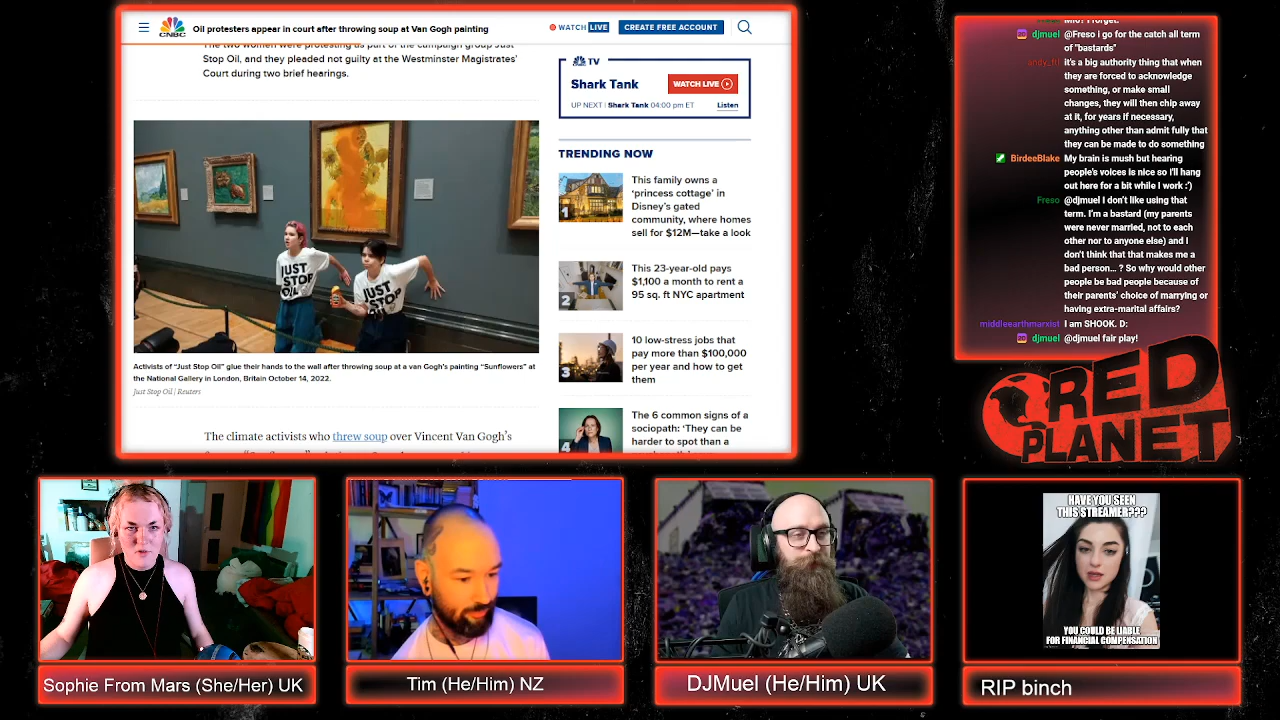 CNBC
Oil protesters appear in court after throwing soup at Van Gogh painting
WATCH LIVE
CREATE FREE ACCOUNT
The two women were protesting as part of the campaign group Just
Stop Oil, and they pleaded not guilty at the Westminster Magistrates'
Court during two brief hearings.
JUST
STOP
OIL
JUST
STOP
OIL
Activists of "Just Stop Oil" glue their hands to the wall after throwing soup at a van Gogh's painting "Sunflowers" at
the National Gallery in London, Britain October 14, 2022.
Just Stop Oil | Reuters
The climate activists who threw soup over Vincent Van Gogh's
TV
Shark Tank
WATCH LIVE
UP NEXT | Shark Tank 04:00 pm ET
Listen
TRENDING NOW
1
This family owns a
'princess cottage' in
Disney's gated
community, where homes
sell for $12M—take a look
2
This 23-year-old pays
$1,100 a month to rent a
95 sq. ft NYC apartment
3
10 low-stress jobs that
pay more than $100,000
per year and how to get
them
4
The 6 common signs of a
sociopath: 'They can be
harder to spot than a
djmuel @Freso I go for the catch all term
of "bastards"
andy_ftl it's a big authority thing that when
they are forced to acknowledge
something, or make small
changes, they will then chip away
at it, for years if necessary,
anything other than admit fully that
they can be made to do something
BirdeeBlake My brain is mush but hearing
people's voices is nice so I'll hang
out here for a bit while I work :')
Freso @djmuel I don't like using that
term. I'm a bastard (my parents
were never married, not to each
other nor to anyone else) and I
don't think that that makes me a
bad person... ? So why would other
people be bad people because of
their parents' choice of marrying or
having extra-marital affairs?
middleearthmarxist I am SHOOK. D:
djmuel @djmuel fair play!
RED
PLANET
HAVE YOU SEEN
THIS STREAMER???
YOU COULD BE LIABLE
FOR FINANCIAL COMPENSATION
Sophie From Mars (She/Her) UK
Tim (He/Him) NZ
DJMuel (He/Him) UK
RIP binch